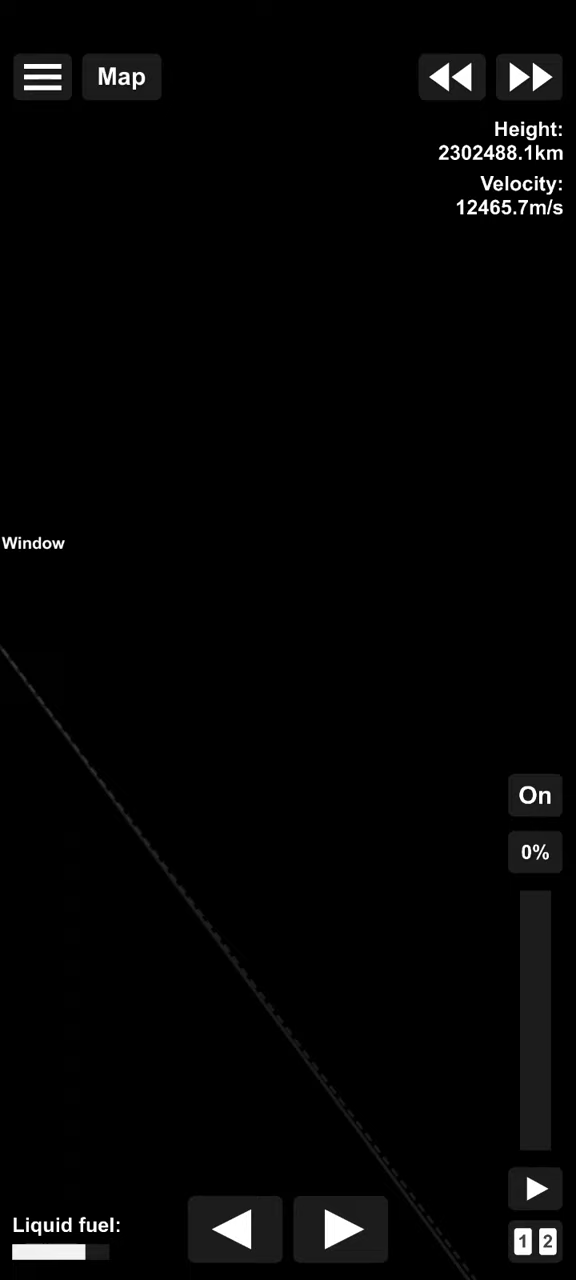 Map
Height:
2302488.1km
Velocity:
12465.7m/s
Window
On
0%
Liquid fuel:
1 2